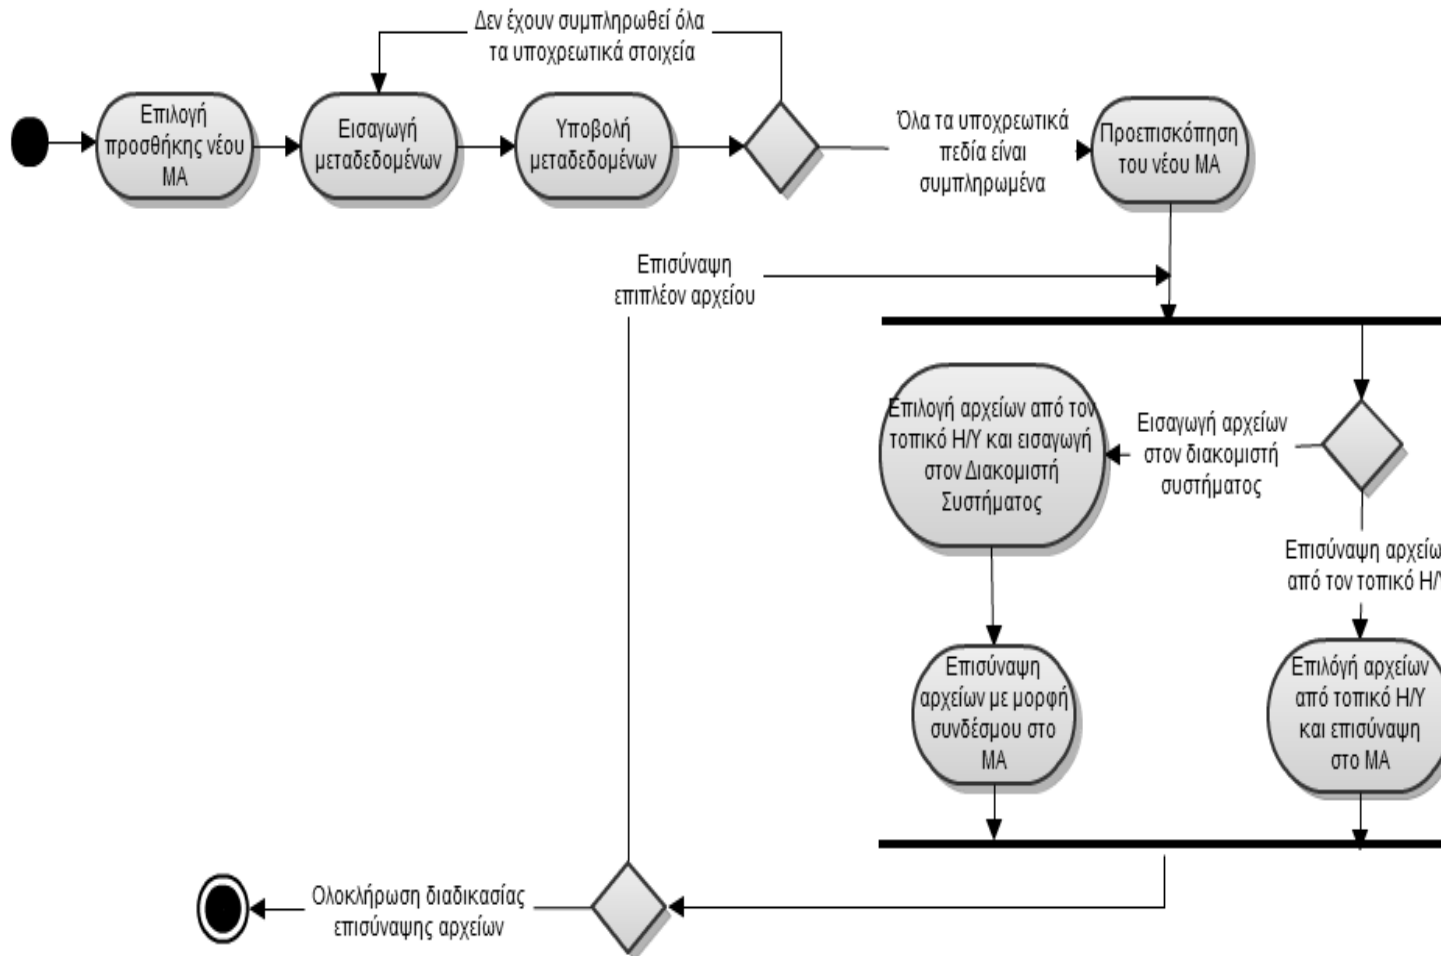 Δεν έχουν συμπληρωθεί όλα
τα υποχρεωτικά στοιχεία
Επιλογή
προσθήκης νέου
ΜΑ
Εισαγωγή
μεταδεδομένων
Υποβολή
μεταδεδομένων
Όλα τα υποχρεωτικά
πεδία είναι
συμπληρωμένα
Προεπισκόπηση
του νέου ΜΑ
Επισύναψη
επιπλέον αρχείου
Επιλογή αρχείων από τον
τοπικό Η/Υ και εισαγωγή
στον Διακομιστή
Συστήματος
Εισαγωγή αρχείων
στον διακομιστή
συστήματος
Επισύναψη αρχείω
από τον τοπικό Η/Υ
Επισύναψη
αρχείων με μορφή
συνδέσμου στο
ΜΑ
Επιλόγή αρχείων
από τοπικό Η/Υ
και επισύναψη
στο ΜΑ
Ολοκλήρωση διαδικασίας
επισύναψης αρχείων